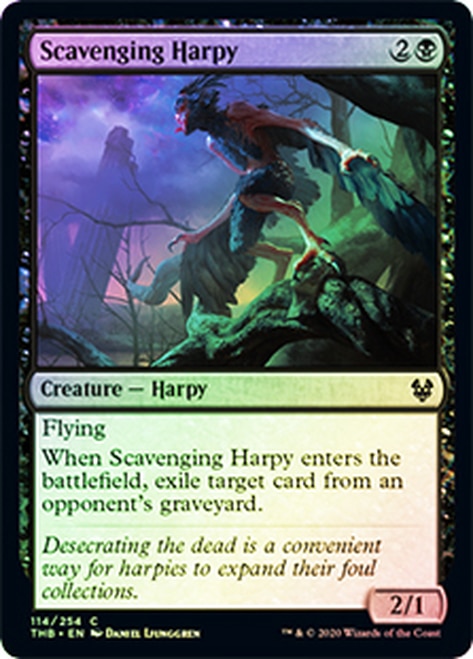 Scavenging Harpy 2
Creature — Harpy
Flying
When Scavenging Harpy enters the
battlefield, exile target card from an
opponent's graveyard.
Desecrating the dead is a convenient
way for harpies to expand their foul
collections.
2/1
114/254 C
THB • EN Daniel Ljunggren
™ & © 2020 Wizards of the Coast